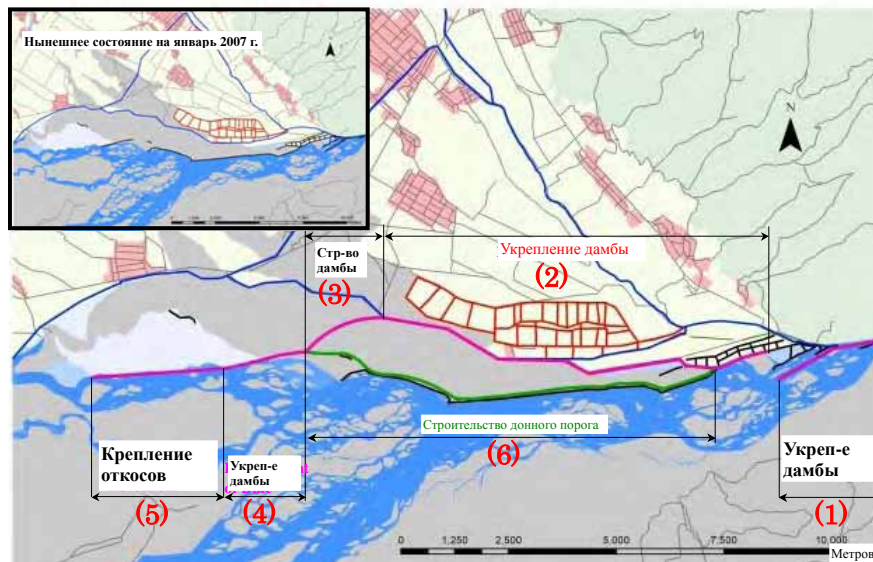 Нынешнее состояние на январь 2007 г.
N
Стр-во
дамбы
(3)
Укрепление дамбы
(2)
Строительство донного порога
(6)
Крепление
откосов
(5)
Укреп-е
дамбы
(4)
Укреп-е
дамбы
(1)
0 1,250 2,500 5,000 7,500 10,000
Метров